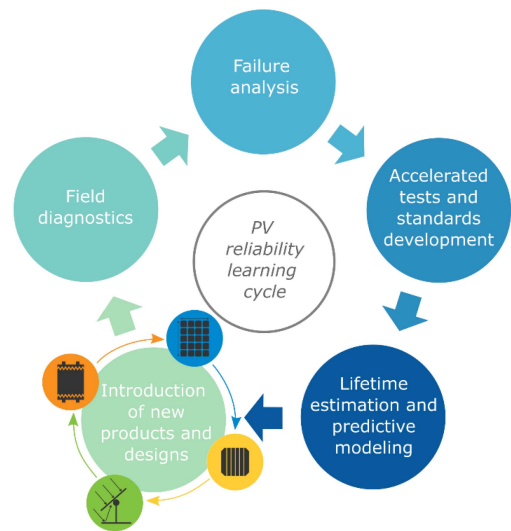 Failure
analysis
Accelerated
tests and
standards
development
Lifetime
estimation and
predictive
modeling
Introduction
of new
products and
designs
Field
diagnostics
PV
reliability
learning
cycle